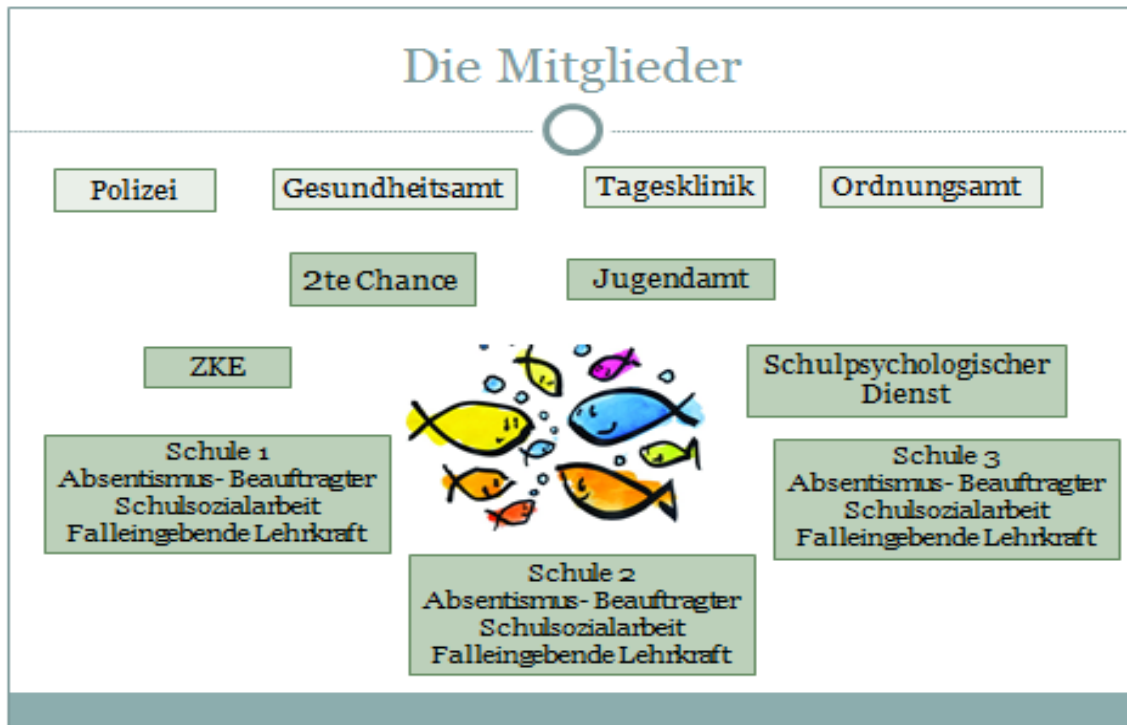 Die Mitglieder
Polizei
Gesundheitsamt
Tagesklinik
Ordnungsamt
2te Chance
Jugendamt
ZKE
Schulpsychologischer
Dienst
Schule 1
Absentismus- Beauftragter
Schulsozialarbeit
Falleingebende Lehrkraft
Schule 3
Absentismus- Beauftragter
Schulsozialarbeit
Falleingebende Lehrkraft
Schule 2
Absentismus- Beauftragter
Schulsozialarbeit
Falleingebende Lehrkraft